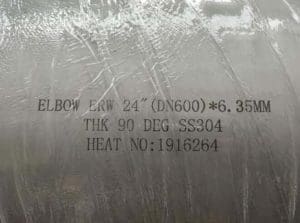 ELBOW ERW 24"(DN600)*6.35MM
THK 90 DEG SS304
HEAT NO:1916264